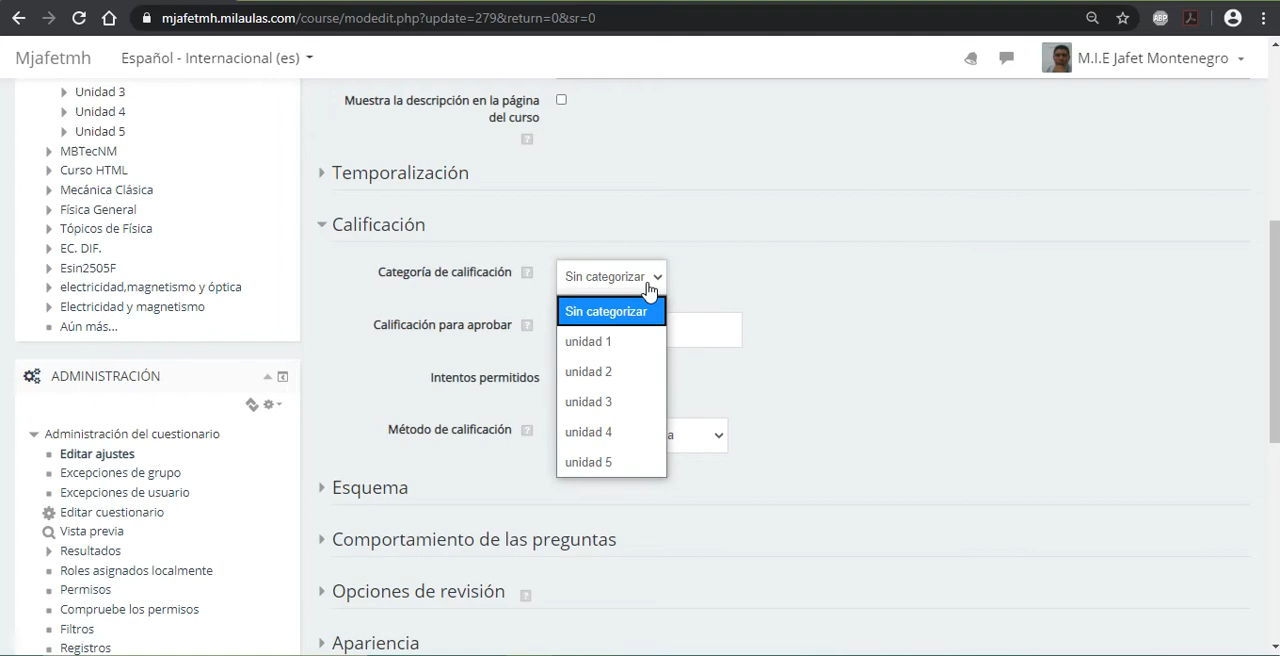 mjafetmh.milaulas.com/course/modedit.php?update=279&return=0&sr=0
ABP
Mjafetmh
Español - Internacional (es)
M.I.E Jafet Montenegro
Unidad 3
Unidad 4
Unidad 5
MBTecNM
Curso HTML
Mecánica Clásica
Física General
Tópicos de Física
EC. DIF.
Esin2505F
electricidad,magnetismo y óptica
Electricidad y magnetismo
Aún más...
ADMINISTRACIÓN
Administración del cuestionario
Editar ajustes
Excepciones de grupo
Excepciones de usuario
Editar cuestionario
Vista previa
Resultados
Roles asignados localmente
Permisos
Compruebe los permisos
Filtros
Registros
Muestra la descripción en la página
del curso
?
Temporalización
Calificación
Categoría de calificación ?
Sin categorizar
Sin categorizar
unidad 1
unidad 2
unidad 3
unidad 4
unidad 5
Calificación para aprobar ?
Intentos permitidos
Método de calificación ?
a
Esquema
Comportamiento de las preguntas
Opciones de revisión ?
Apariencia